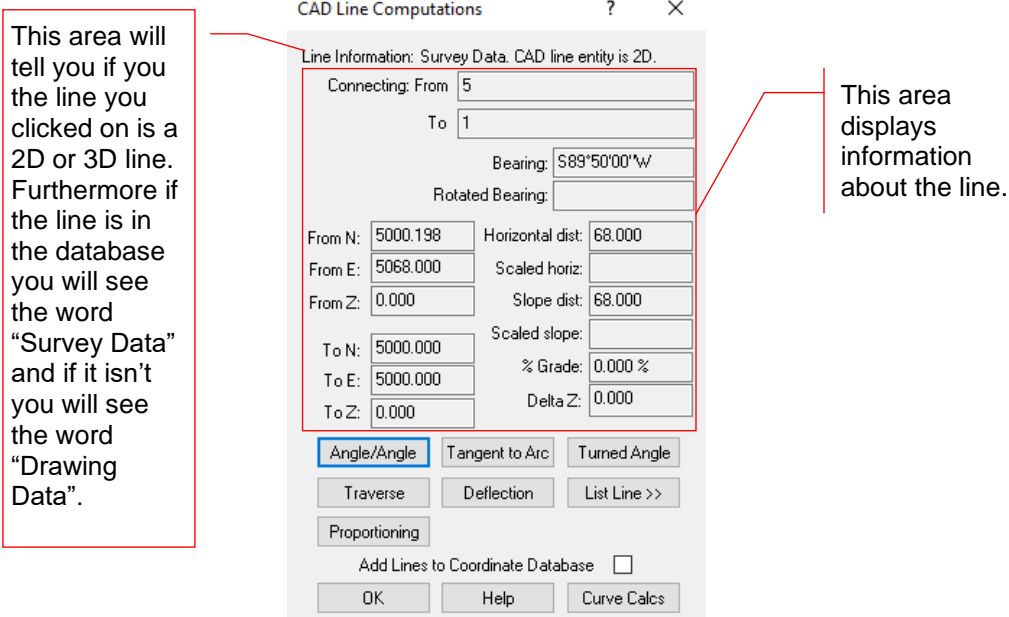 CAD Line Computations ? ×
This area will
tell you if you
the line you
clicked on is a
2D or 3D line.
Furthermore if
the line is in
the database
you will see
the word
“Survey Data”
and if it isn’t
you will see
the word
“Drawing
Data”.
Line Information: Survey Data. CAD line entity is 2D.
Connecting: From 5
To 1
Bearing: S89°50'00''W
Rotated Bearing:
From N: 5000.198 Horizontal dist: 68.000
From E: 5068.000 Scaled horiz:
From Z: 0.000 Slope dist: 68.000
Scaled slope:
To N: 5000.000
% Grade: 0.000 %
To E: 5000.000
Delta Z: 0.000
To Z: 0.000
Angle/Angle Tangent to Arc Turned Angle
Traverse Deflection List Line >>
Proportioning
Add Lines to Coordinate Database
OK Help Curve Calcs
This area
displays
information
about the line.